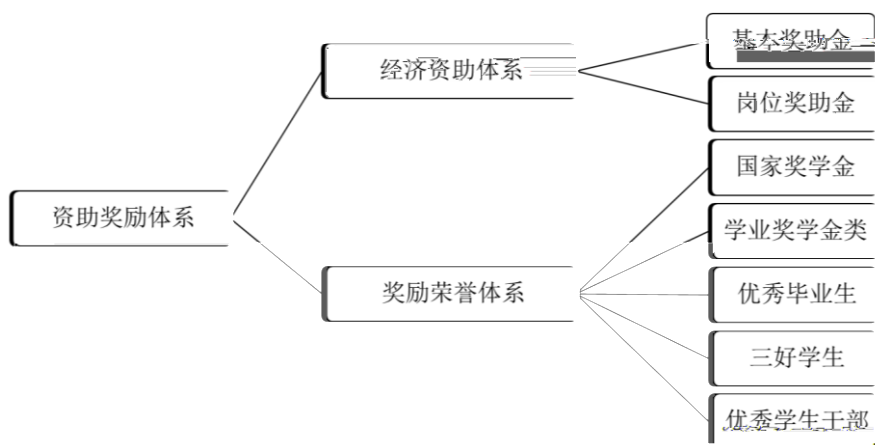 基本奖助金
经济资助体系
岗位奖助金
国家奖学金
资助奖励体系
学业奖学金类
奖励荣誉体系
优秀毕业生
三好学生
优秀学生干部